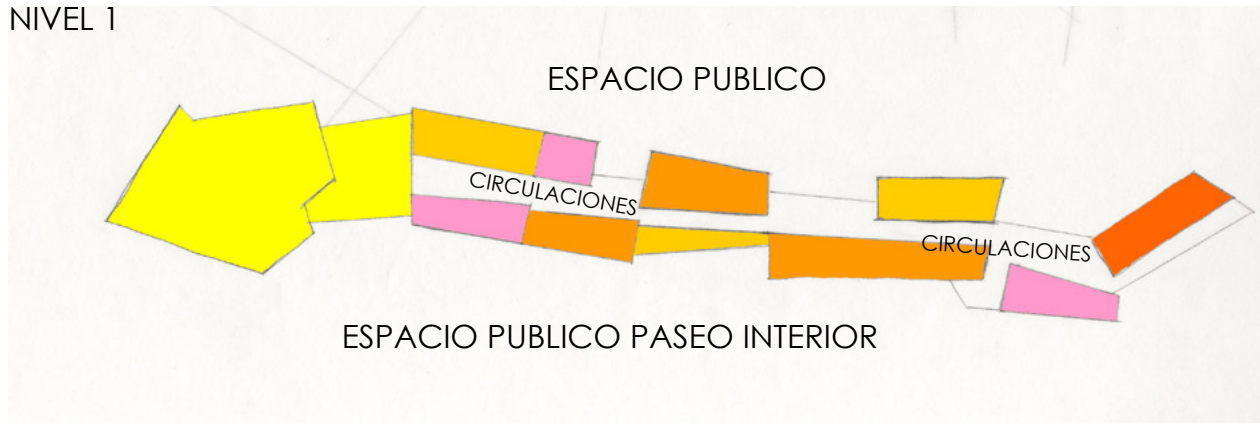 NIVEL 1
ESPACIO PUBLICO
CIRCULACIONES
CIRCULACIONES
ESPACIO PUBLICO PASEO INTERIOR